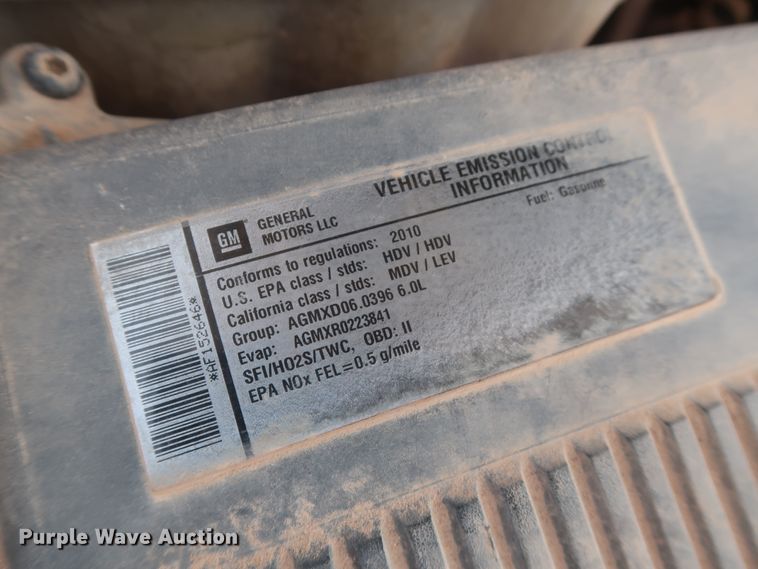 VEHICLE EMISSION CONTROL
INFORMATION
GM GENERAL
MOTORS LLC
Fuel: Gasoline
Conforms to regulations: 2010
U.S. EPA class / stds: HDV / HDV
California class / stds: MDV / LEV
Group: AGMXD06.0396 6.0L
Evap: AGMXR0223841
SFI/HO2S/TWC, OBD: II
EPA NOx FEL=0.5 g/mile
*AF152646*
Purple Wave Auction